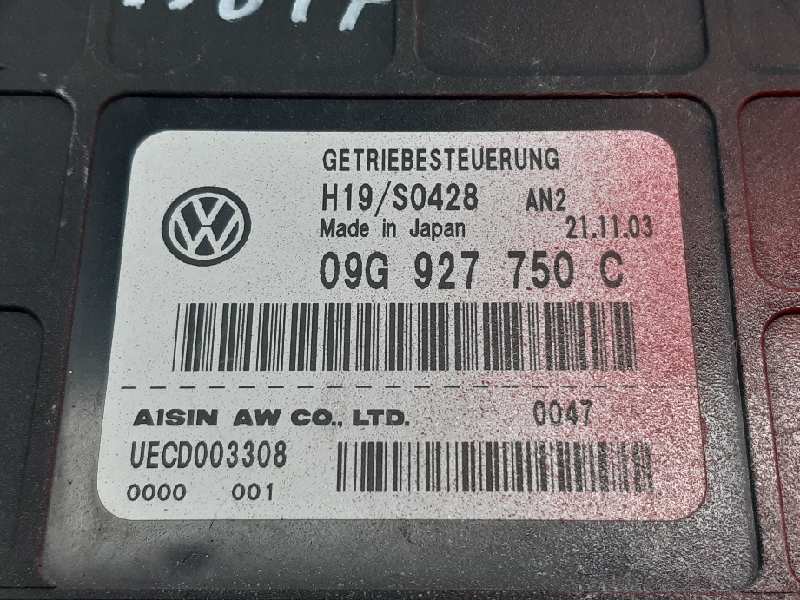 GETRIEBESTEUERUNG
H19/S0428 AN2
Made in Japan 21.11.03
09G 927 750 C
AISIN AW CO., LTD. 0047
UECD003308
0000 001